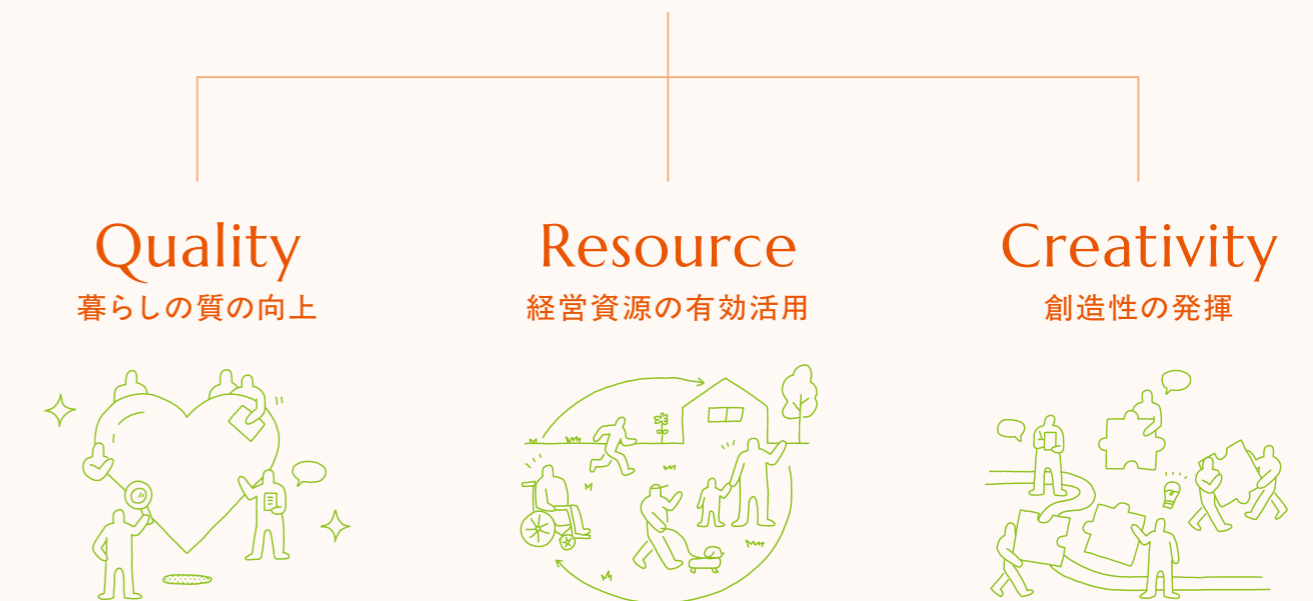 Quality
暮らしの質の向上
Resource
経営資源の有効活用
Creativity
創造性の発揮